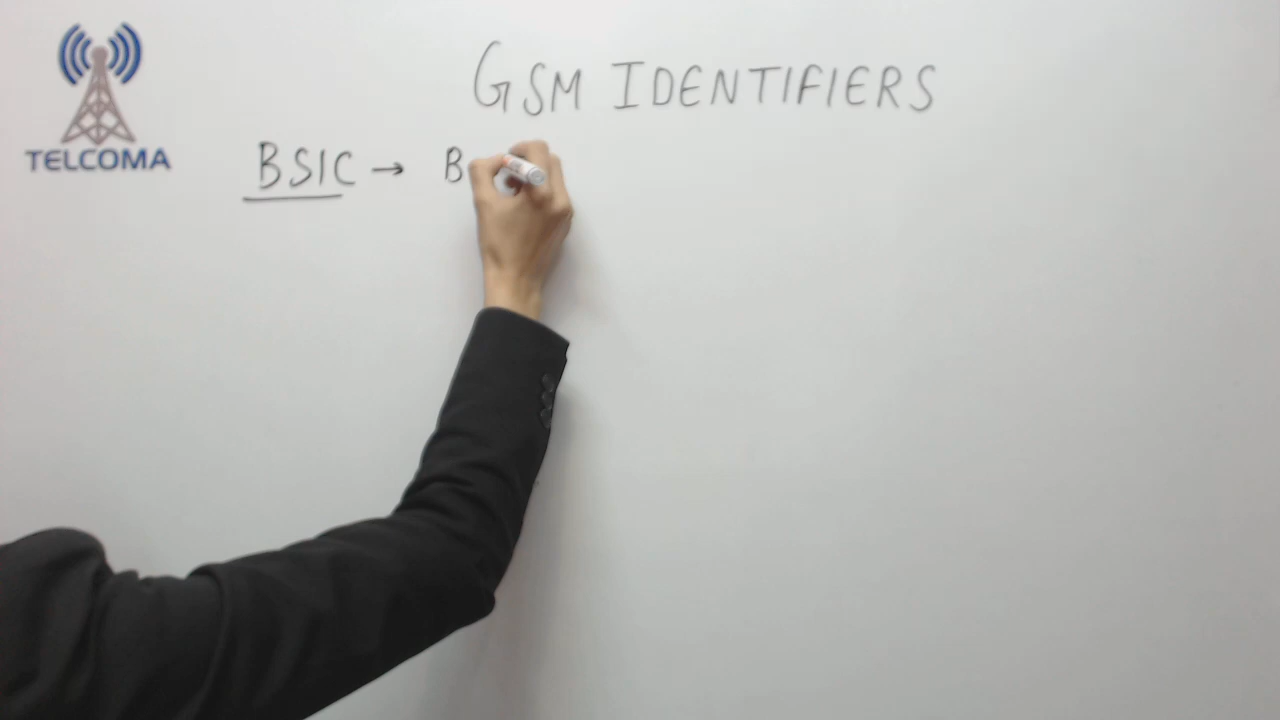 GSM IDENTIFIERS
TELCOMA
BSIC → B